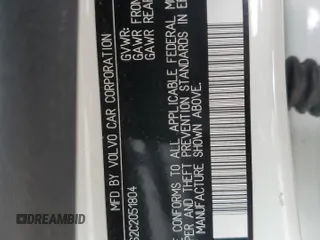 MFD BY VOLVO CAR CORPORATION
GVWR:
GAWR FRON
GAWR REA
CONFORMS TO ALL APPLICABLE FEDERAL M
PER AND THEFT PREVENTION STANDARDS IN E
MANUFACTURE SHOWN ABOVE.
S2C2051804
DREAMBID